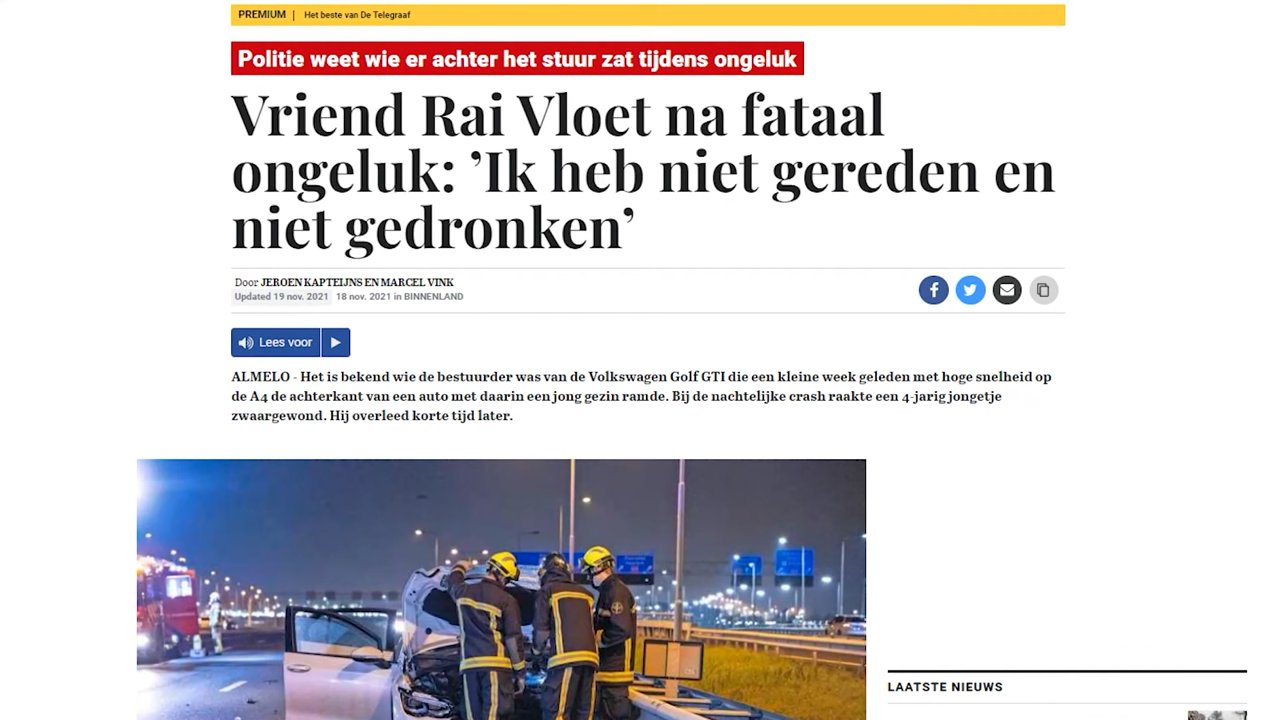 PREMIUM | Het beste van De Telegraaf
Politie weet wie er achter het stuur zat tijdens ongeluk
Vriend Rai Vloet na fataal
ongeluk: ’Ik heb niet gereden en
niet gedronken’
Door JEROEN KAPTEIJNS EN MARCEL VINK
Updated 19 nov. 2021 18 nov. 2021 in BINNENLAND
Lees voor
ALMELO - Het is bekend wie de bestuurder was van de Volkswagen Golf GTI die een kleine week geleden met hoge snelheid op
de A4 de achterkant van een auto met daarin een jong gezin ramde. Bij de nachtelijke crash raakte een 4-jarig jongetje
zwaargewond. Hij overleed korte tijd later.
LAATSTE NIEUWS